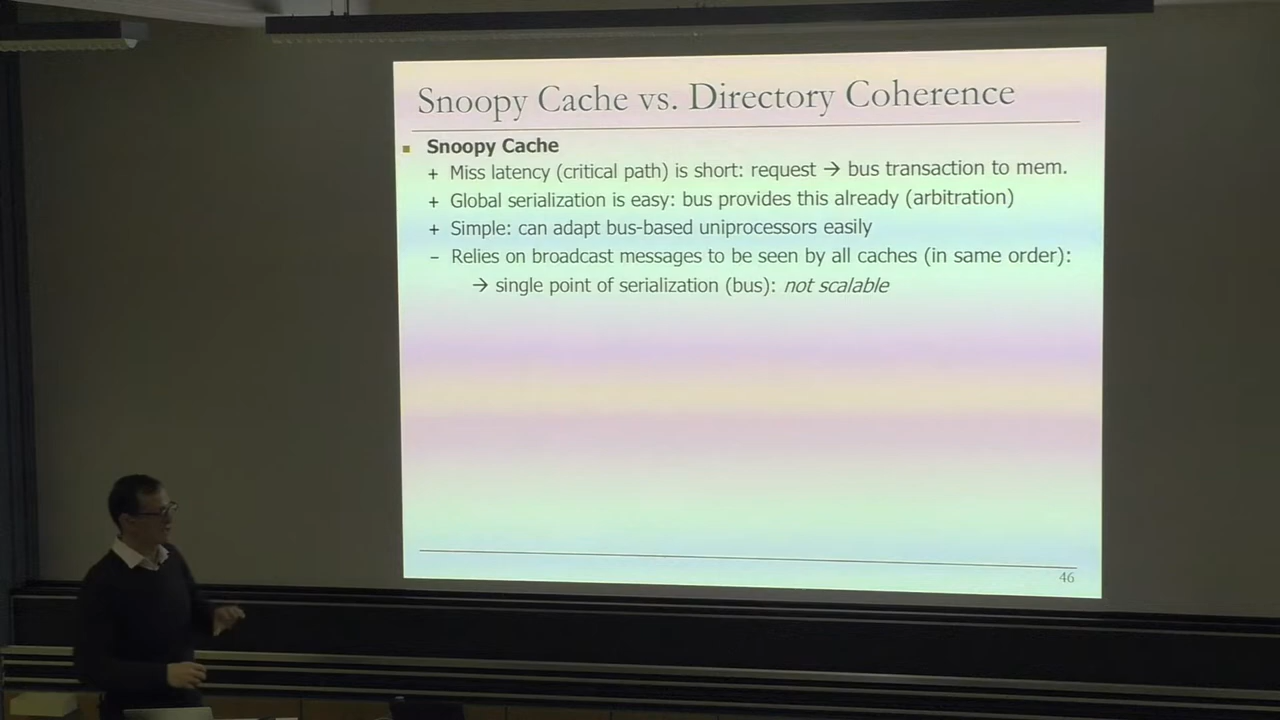 Snoopy Cache vs. Directory Coherence
Snoopy Cache
+ Miss latency (critical path) is short: request → bus transaction to mem.
+ Global serialization is easy: bus provides this already (arbitration)
+ Simple: can adapt bus-based uniprocessors easily
– Relies on broadcast messages to be seen by all caches (in same order):
→ single point of serialization (bus): not scalable
46